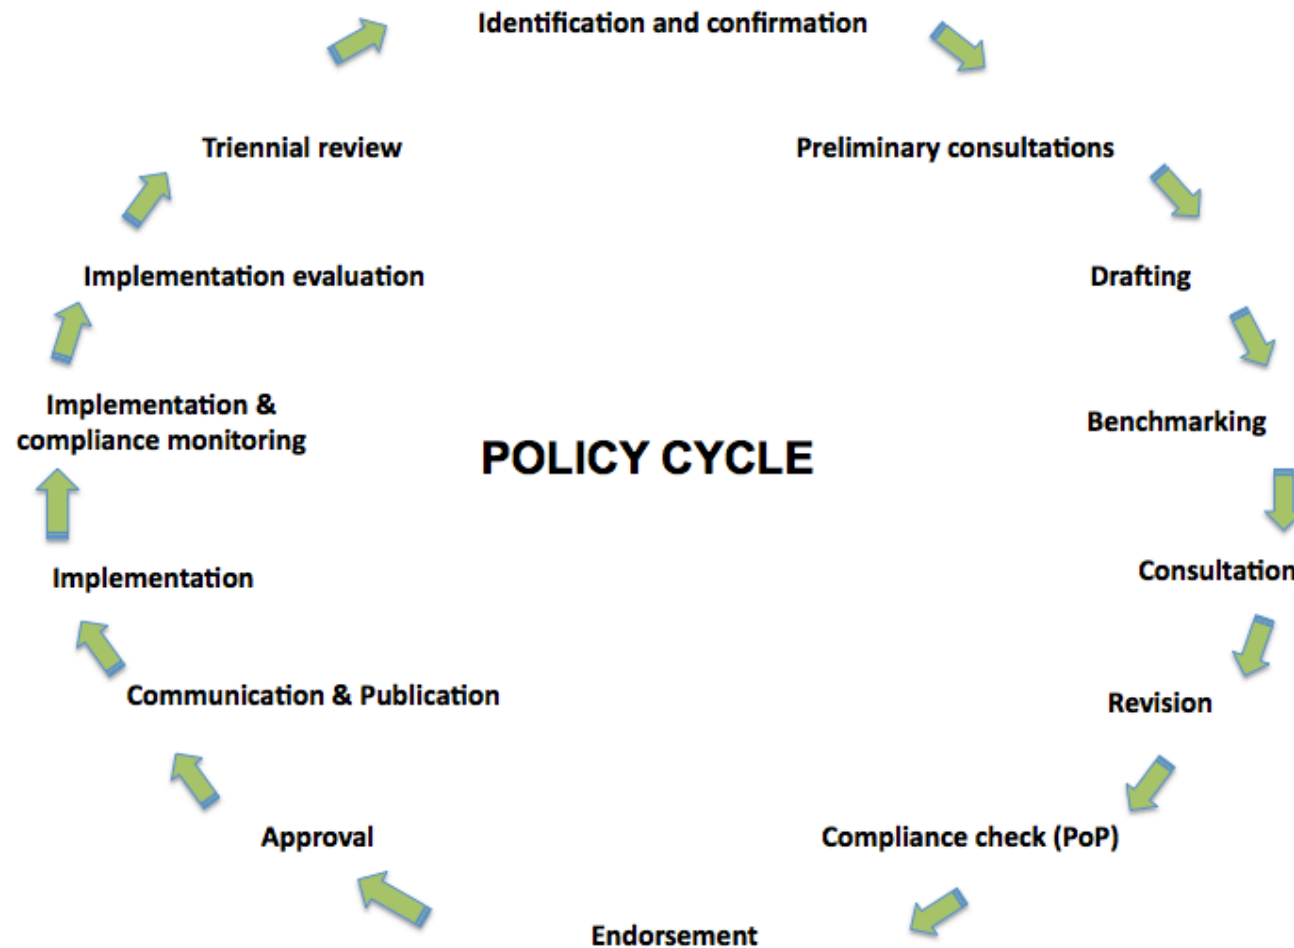 Identification and confirmation
Preliminary consultations
Drafting
Benchmarking
Consultation
Revision
Compliance check (PoP)
Endorsement
Approval
Communication & Publication
Implementation
Implementation &
compliance monitoring
Implementation evaluation
Triennial review
POLICY CYCLE